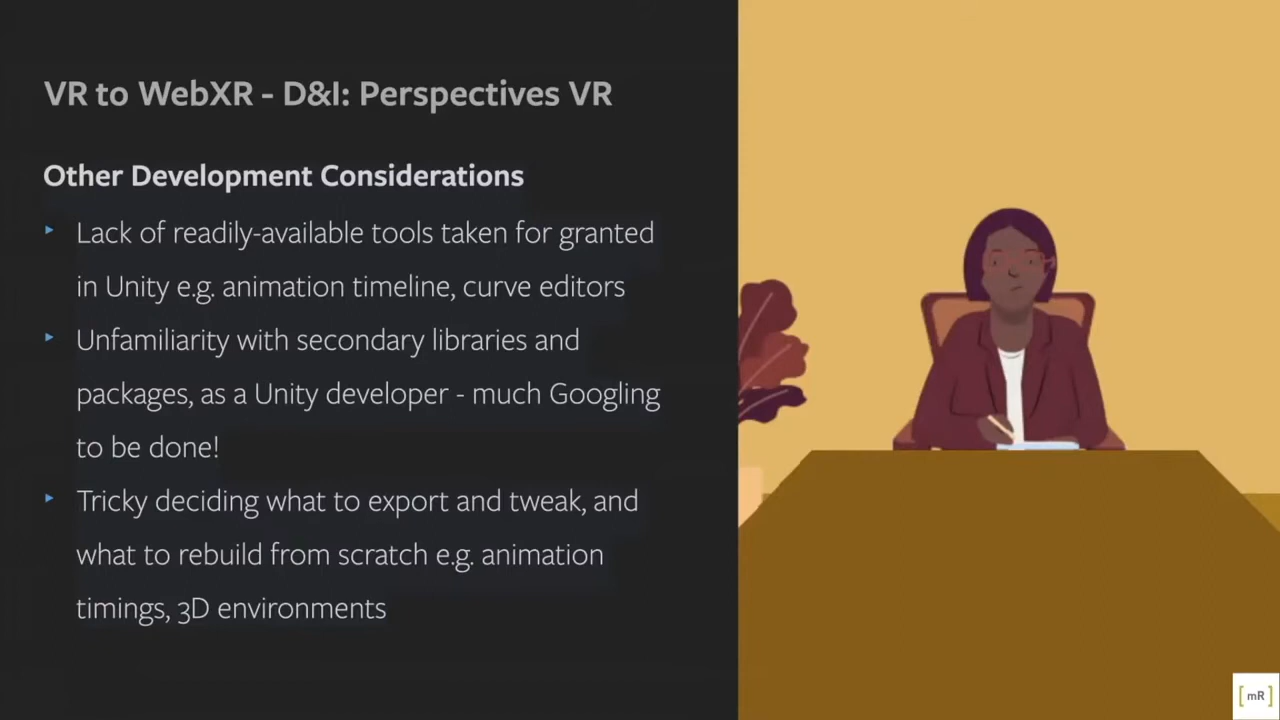 VR to WebXR - D&I: Perspectives VR
Other Development Considerations
‣ Lack of readily-available tools taken for granted
in Unity e.g. animation timeline, curve editors
‣ Unfamiliarity with secondary libraries and
packages, as a Unity developer - much Googling
to be done!
‣ Tricky deciding what to export and tweak, and
what to rebuild from scratch e.g. animation
timings, 3D environments
[mR]